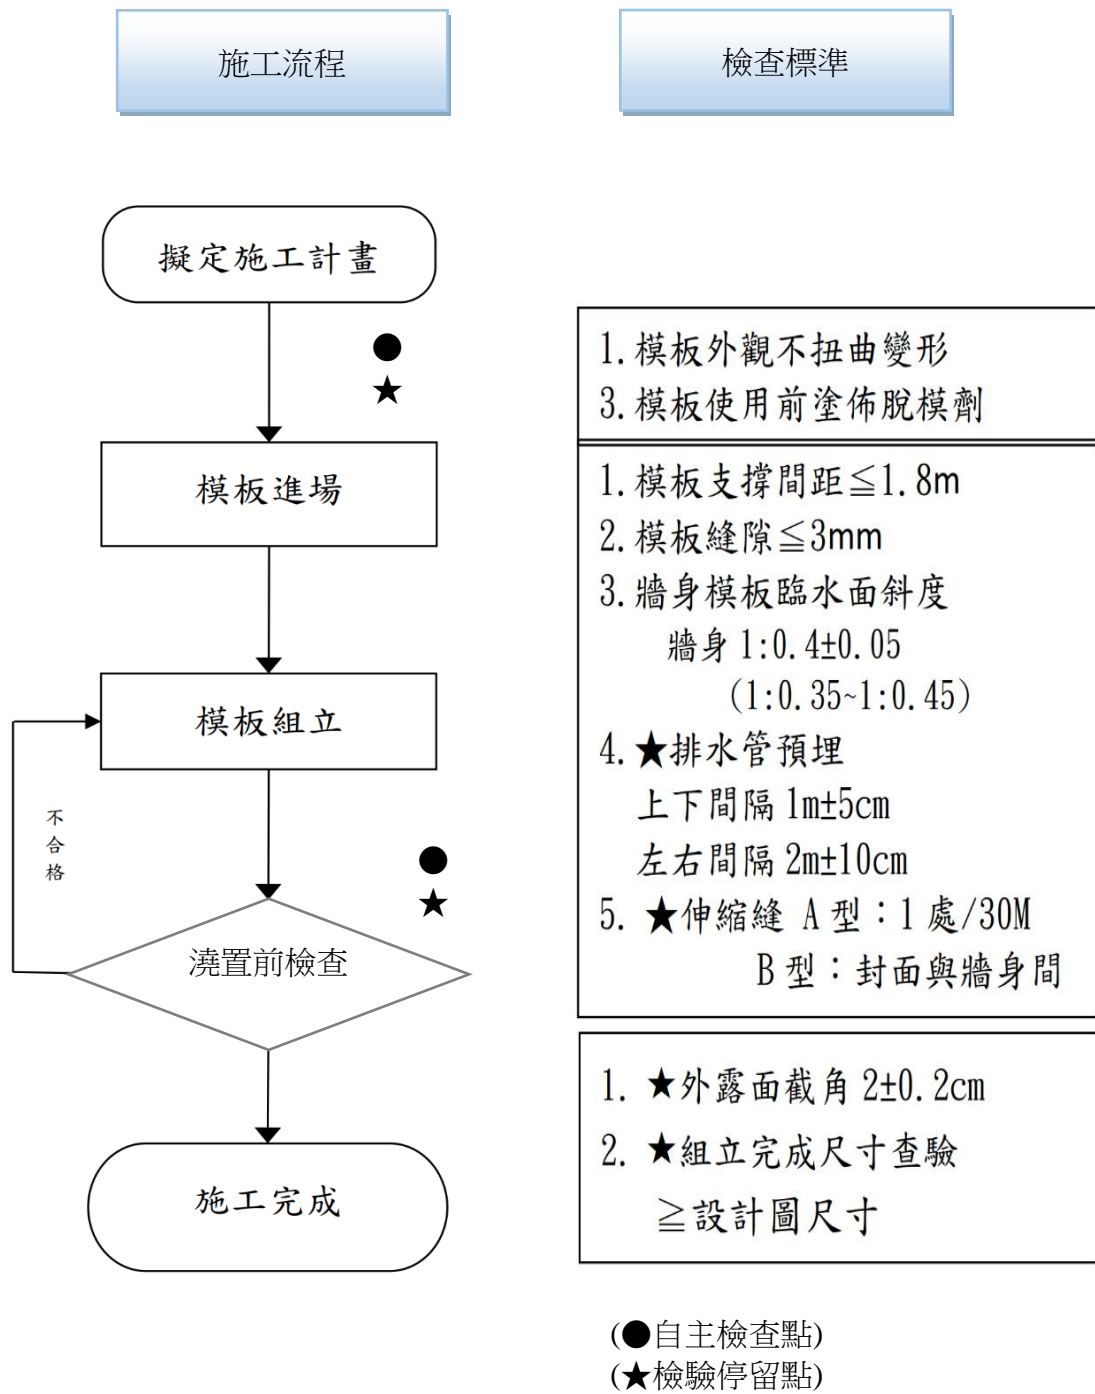 施工流程
檢查標準
擬定施工計畫
●
★
模板進場
模板組立
不合格
●
★
澆置前檢查
施工完成
1.模板外觀不扭曲變形
3.模板使用前塗佈脫模劑
1.模板支撐間距≦1.8m
2.模板縫隙≦3mm
3.牆身模板臨水面斜度
牆身 1:0.4±0.05
(1:0.35~1:0.45)
4.★排水管預埋
上下間隔 1m±5cm
左右間隔 2m±10cm
5. ★伸縮縫 A 型：1 處/30M
B 型：封面與牆身間
1. ★外露面截角 2±0.2cm
2. ★組立完成尺寸查驗
≧設計圖尺寸
(●自主檢查點)
(★檢驗停留點)